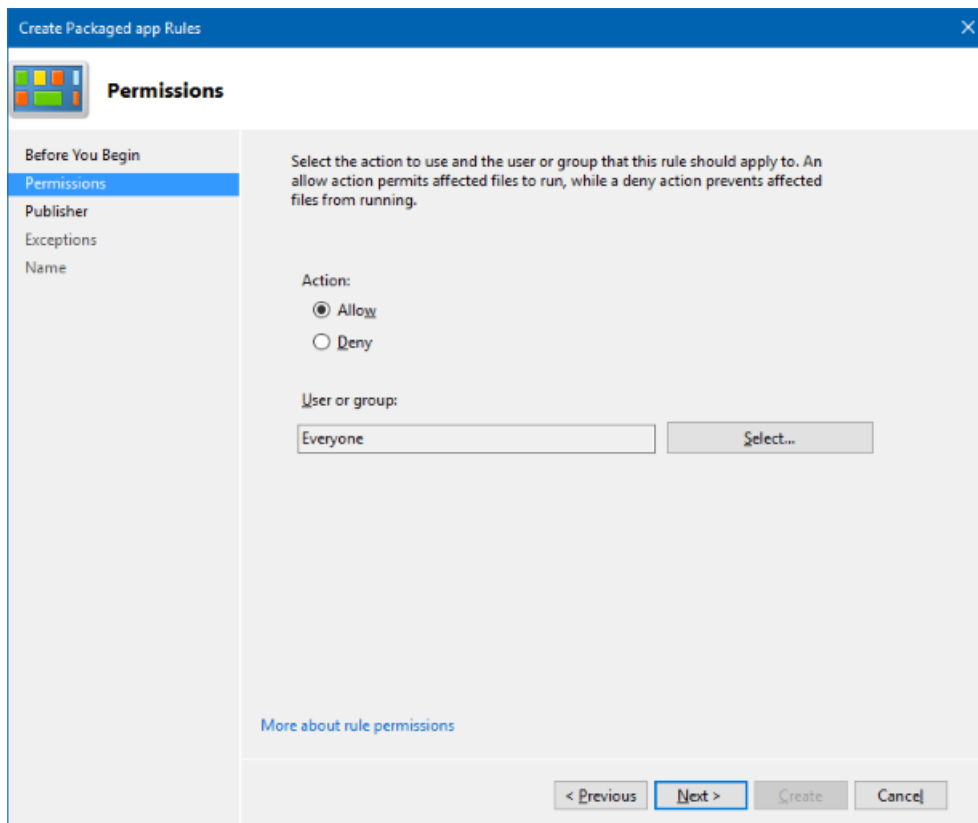 Create Packaged app Rules
Permissions
Before You Begin
Permissions
Publisher
Exceptions
Name
Select the action to use and the user or group that this rule should apply to. An
allow action permits affected files to run, while a deny action prevents affected
files from running.
Action:
Allow
Deny
User or group:
Everyone
Select...
More about rule permissions
< Previous
Next >
Create
Cancel